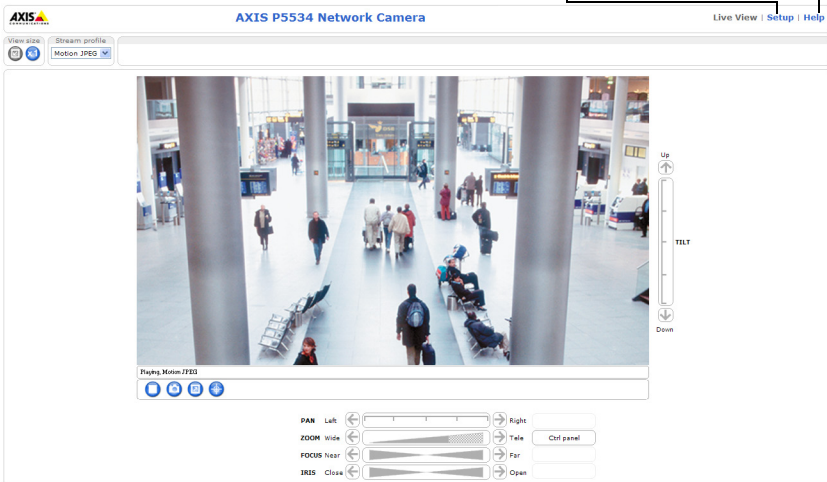 AXIS
COMMUNICATIONS
AXIS P5534 Network Camera
Live View | Setup | Help
View size
Stream profile
x1
Motion JPEG
Up
TILT
Down
Playing, Motion JPEG
PAN Left Right
ZOOM Wide Tele Ctrl panel
FOCUS Near Far
IRIS Close Open